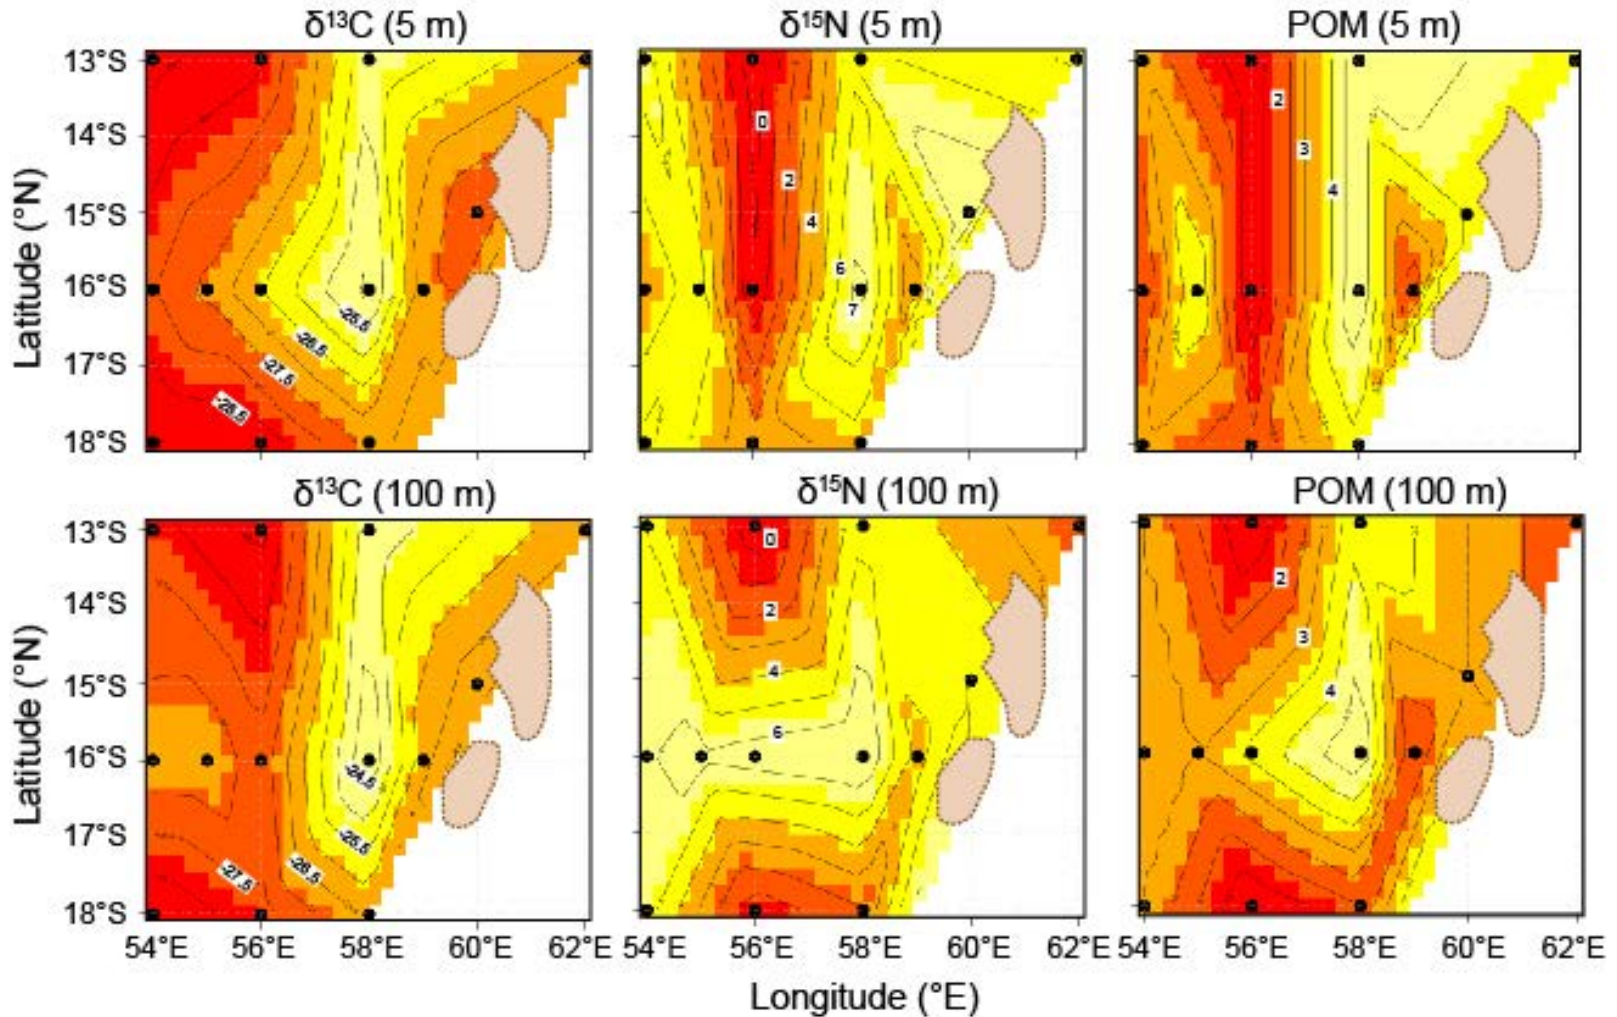 δ¹³C (5 m) δ¹⁵N (5 m) POM (5 m)
13°S
14°S
15°S
16°S
17°S
18°S
Latitude (°N)
-25.5
-26.5
-27.5
-28.5
0
2
4
6
7
2
3
4
δ¹³C (100 m) δ¹⁵N (100 m) POM (100 m)
13°S
14°S
15°S
16°S
17°S
18°S
Latitude (°N)
-24.5
-25.5
-26.5
-27.5
0
2
4
6
2
3
4
54°E 56°E 58°E 60°E 62°E 56°E 58°E 60°E 62°E 54°E 56°E 58°E 60°E 62°E
Longitude (°E)